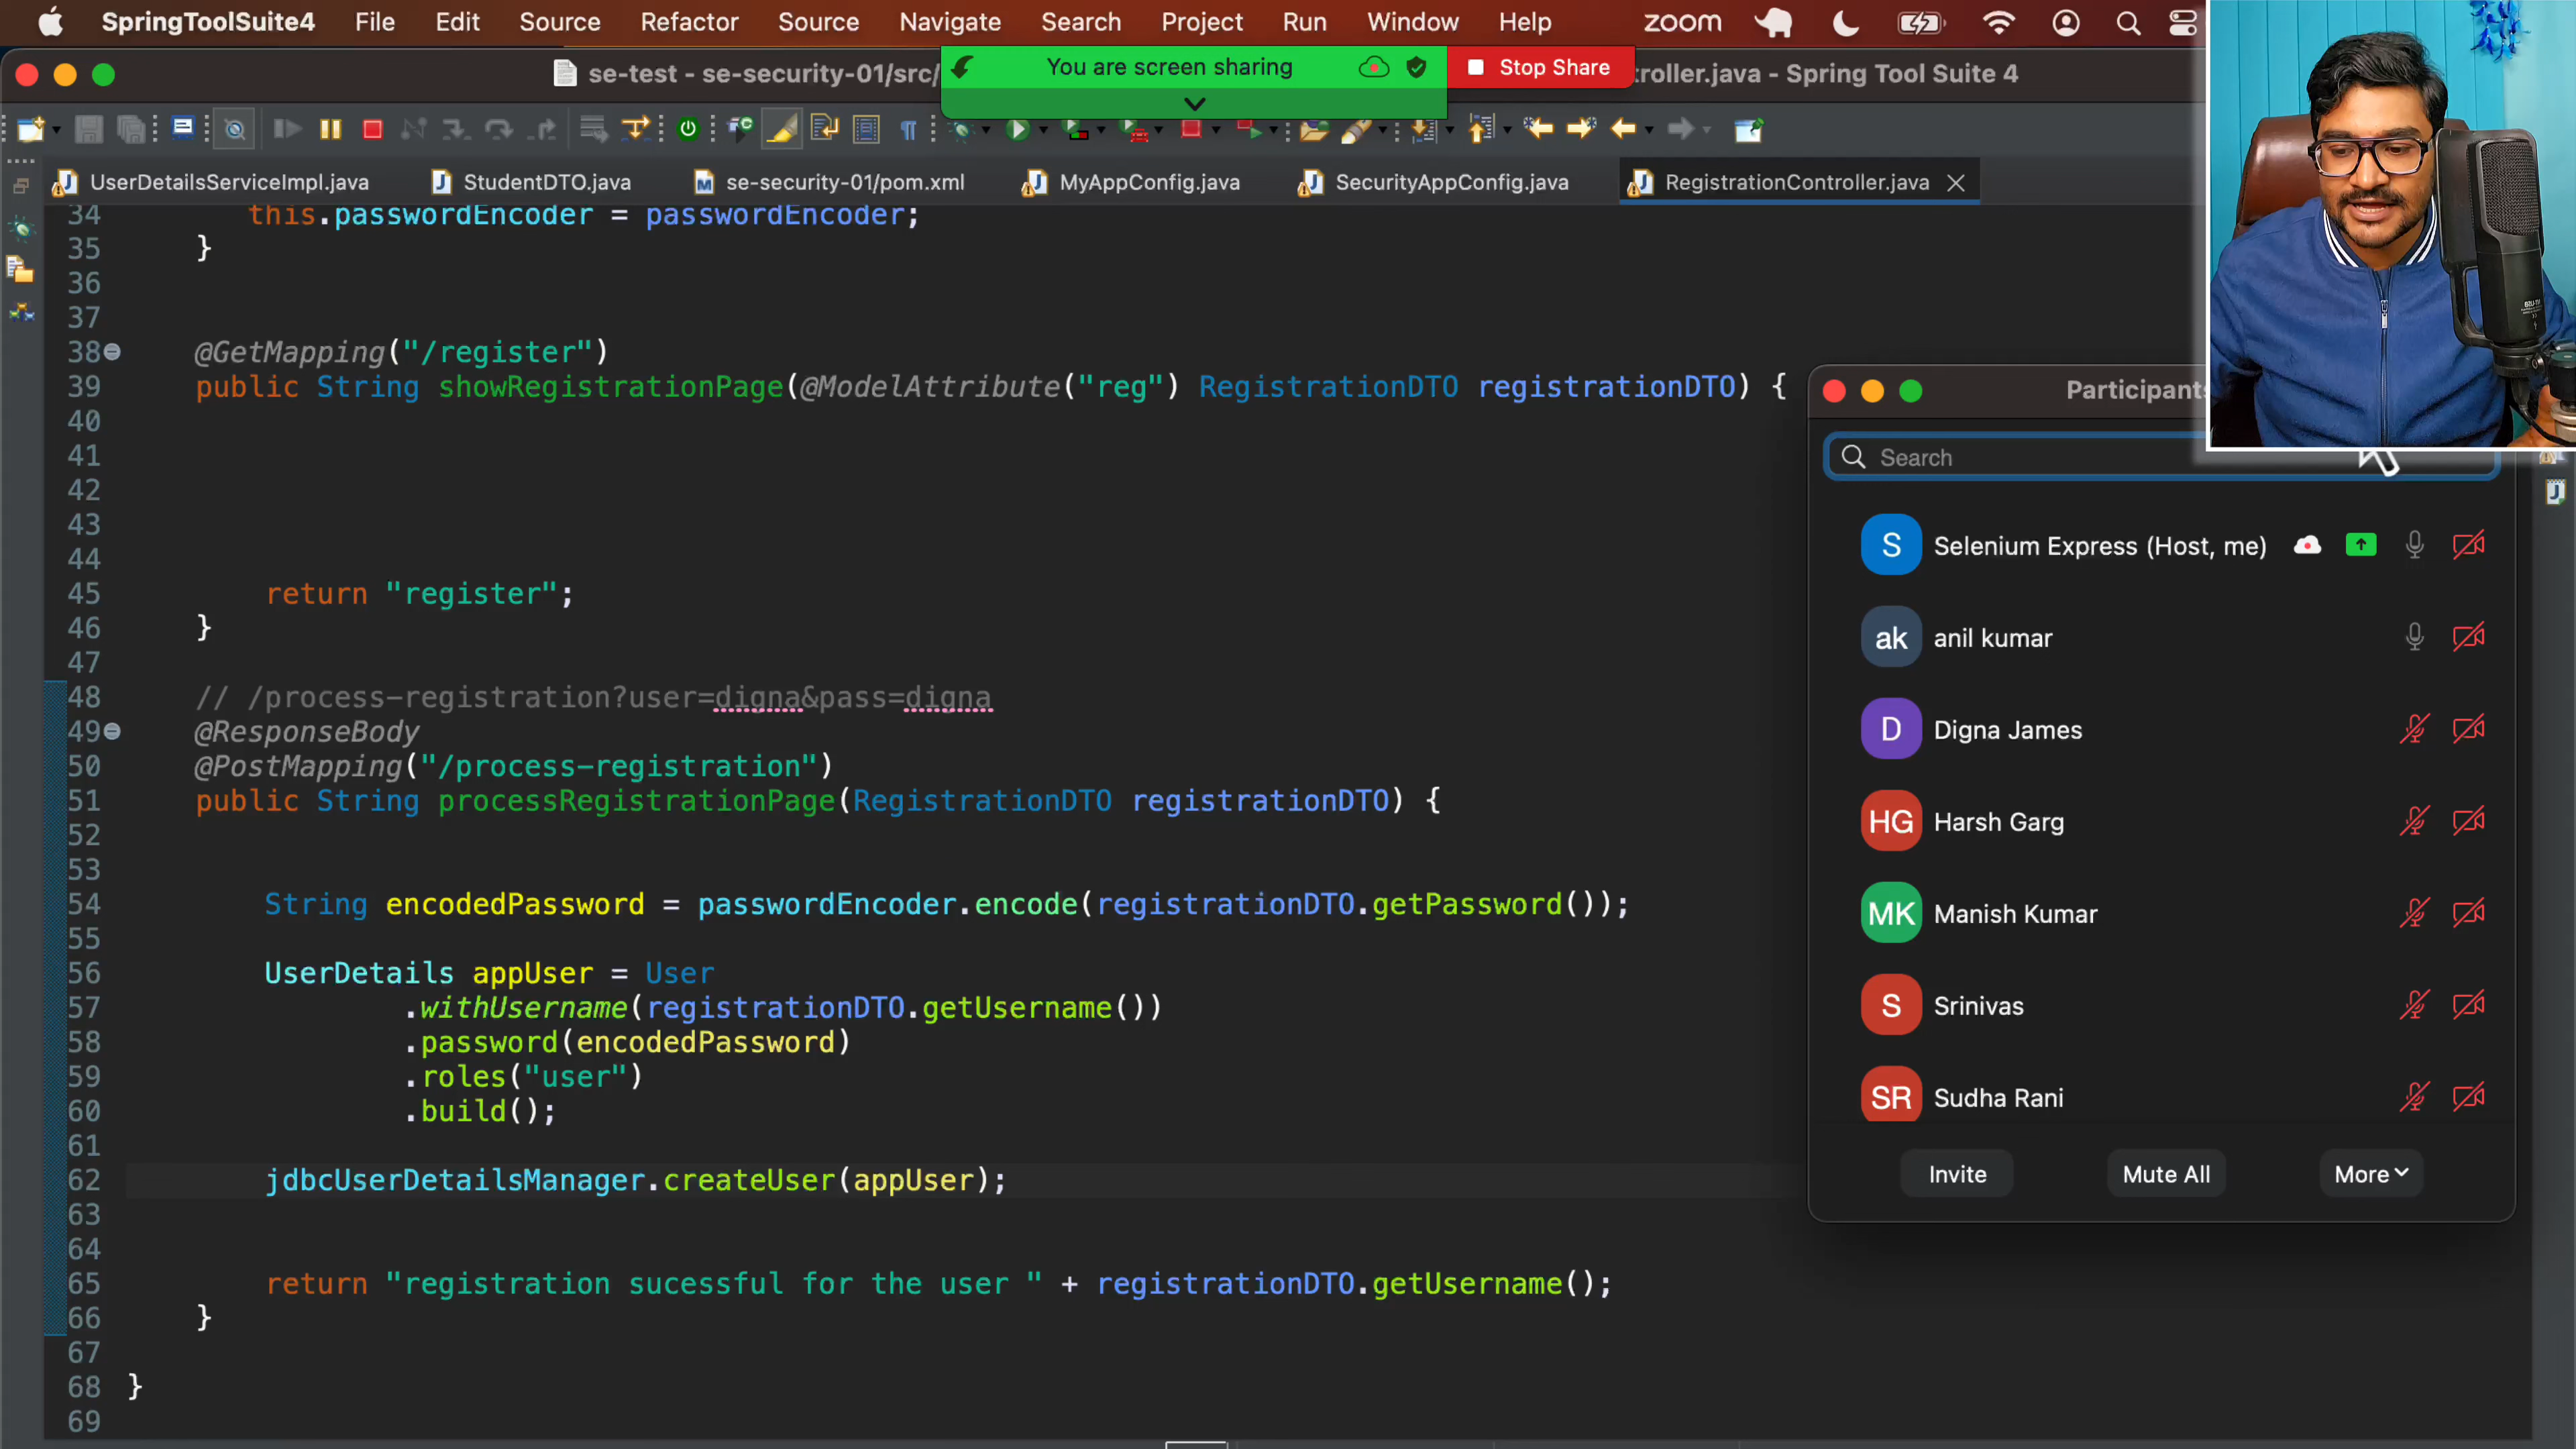 SpringToolSuite4 File Edit Source Refactor Source Navigate Search Project Run Window Help zoom
se-test - se-security-01/src/
You are screen sharing
Stop Share
troller.java - Spring Tool Suite 4
UserDetailsServiceImpl.java StudentDTO.java se-security-01/pom.xml MyAppConfig.java SecurityAppConfig.java RegistrationController.java
34 this.passwordEncoder = passwordEncoder;
35 }
36
37
38 @GetMapping("/register")
39 public String showRegistrationPage(@ModelAttribute("reg") RegistrationDTO registrationDTO) {
40
41
42
43
44
45 return "register";
46 }
47
48 // /process-registration?user=digna&pass=digna
49 @ResponseBody
50 @PostMapping("/process-registration")
51 public String processRegistrationPage(RegistrationDTO registrationDTO) {
52
53
54 String encodedPassword = passwordEncoder.encode(registrationDTO.getPassword());
55
56 UserDetails appUser = User
57 .withUsername(registrationDTO.getUsername())
58 .password(encodedPassword)
59 .roles("user")
60 .build();
61
62 jdbcUserDetailsManager.createUser(appUser);
63
64
65 return "registration sucessful for the user " + registrationDTO.getUsername();
66 }
67
68 }
69
Participants
Search
S Selenium Express (Host, me)
ak anil kumar
D Digna James
HG Harsh Garg
MK Manish Kumar
S Srinivas
SR Sudha Rani
Invite Mute All More